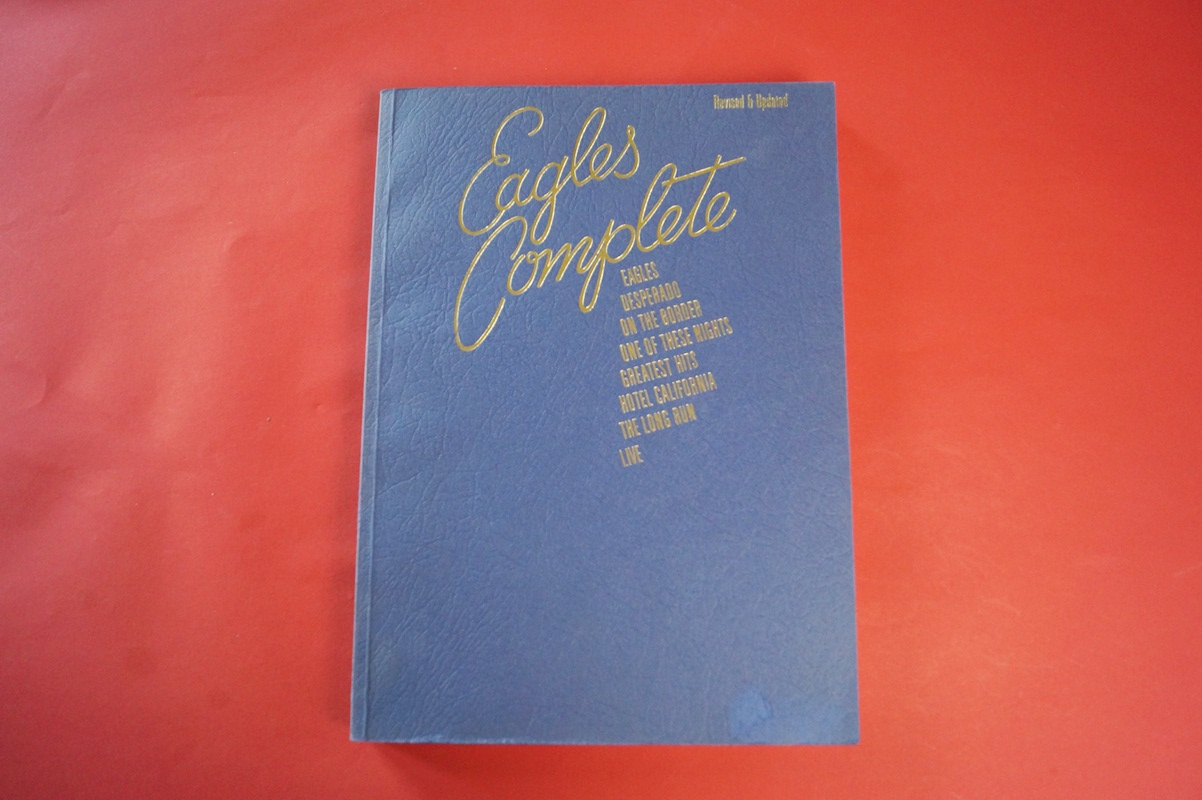 Revised & Updated
Eagles
Complete
EAGLES
DESPERADO
ON THE BORDER
ONE OF THESE NIGHTS
GREATEST HITS
HOTEL CALIFORNIA
THE LONG RUN
LIVE